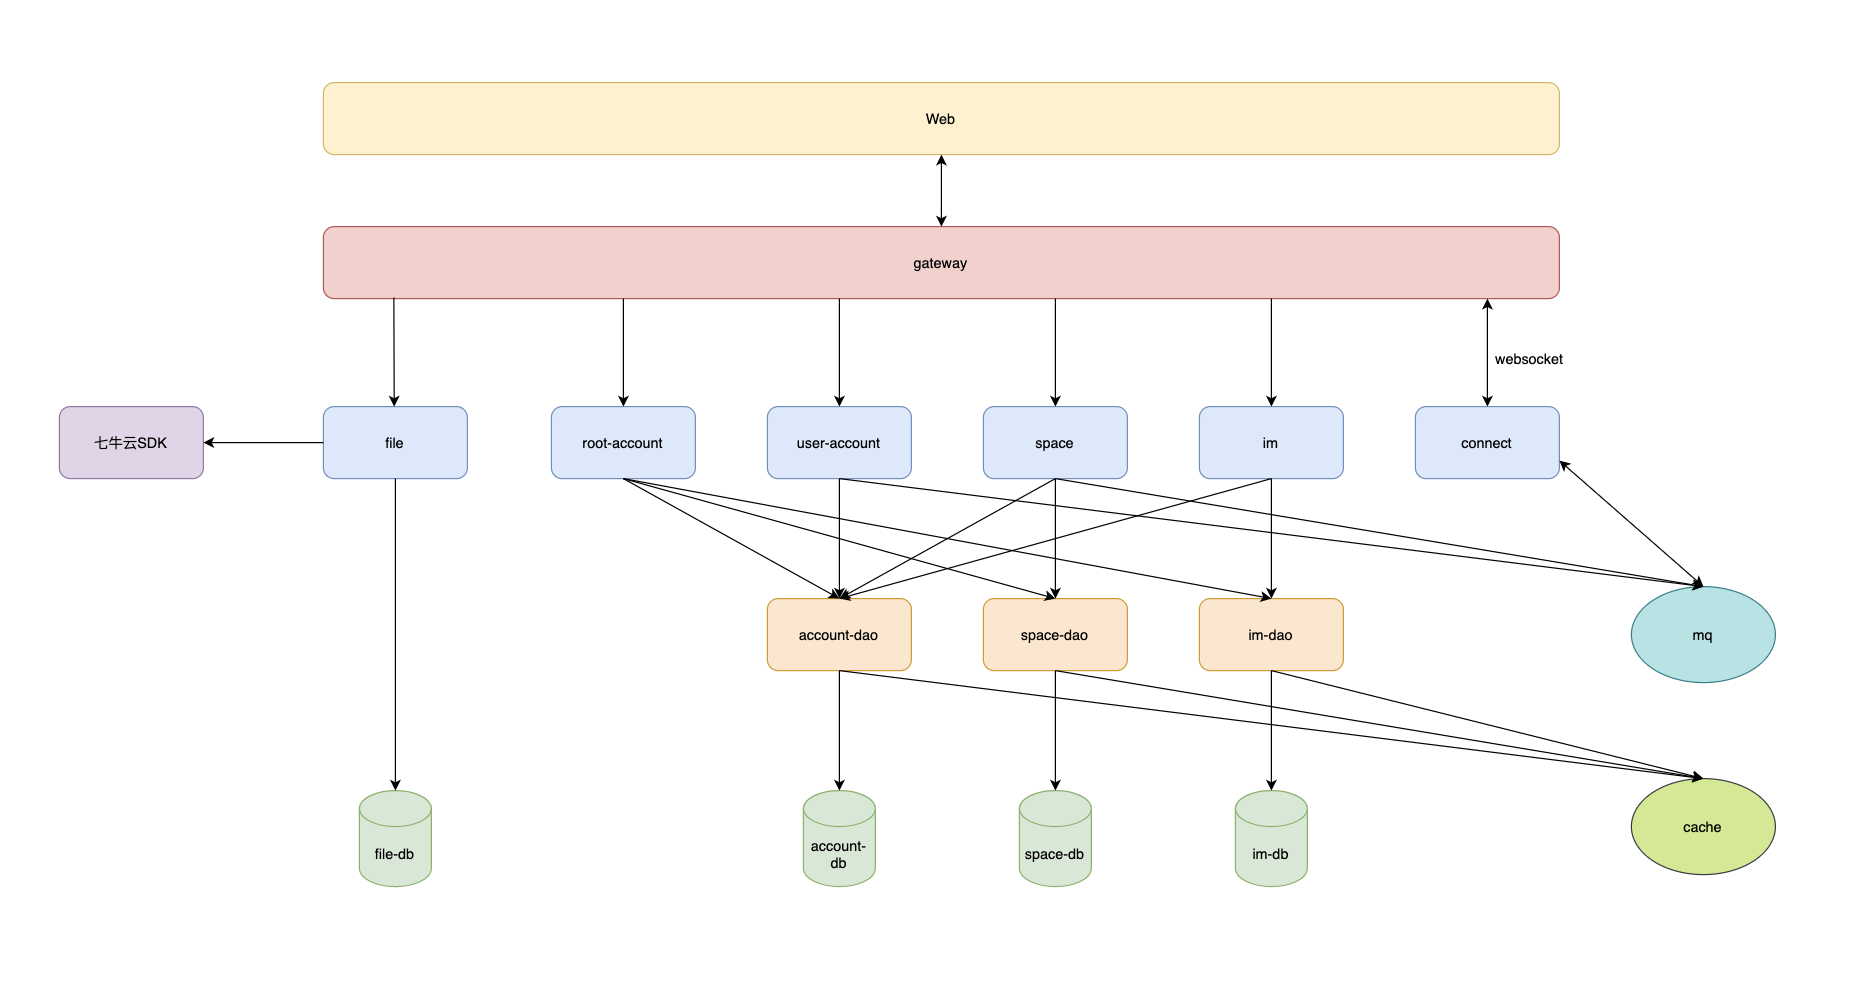 Web
gateway
websocket
七牛云SDK
file
root-account
user-account
space
im
connect
account-dao
space-dao
im-dao
mq
file-db
account-
db
space-db
im-db
cache